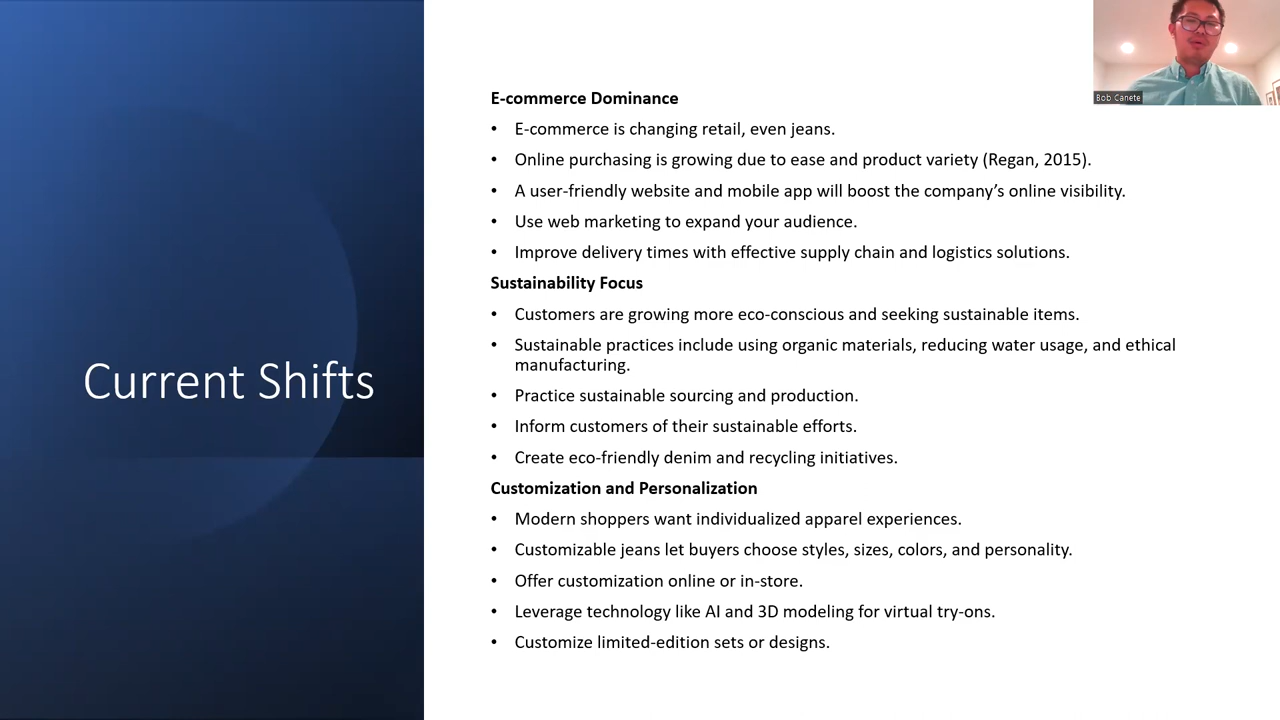 Current Shifts
E-commerce Dominance
• E-commerce is changing retail, even jeans.
• Online purchasing is growing due to ease and product variety (Regan, 2015).
• A user-friendly website and mobile app will boost the company’s online visibility.
• Use web marketing to expand your audience.
• Improve delivery times with effective supply chain and logistics solutions.
Sustainability Focus
• Customers are growing more eco-conscious and seeking sustainable items.
• Sustainable practices include using organic materials, reducing water usage, and ethical
manufacturing.
• Practice sustainable sourcing and production.
• Inform customers of their sustainable efforts.
• Create eco-friendly denim and recycling initiatives.
Customization and Personalization
• Modern shoppers want individualized apparel experiences.
• Customizable jeans let buyers choose styles, sizes, colors, and personality.
• Offer customization online or in-store.
• Leverage technology like AI and 3D modeling for virtual try-ons.
• Customize limited-edition sets or designs.
Bob Canete